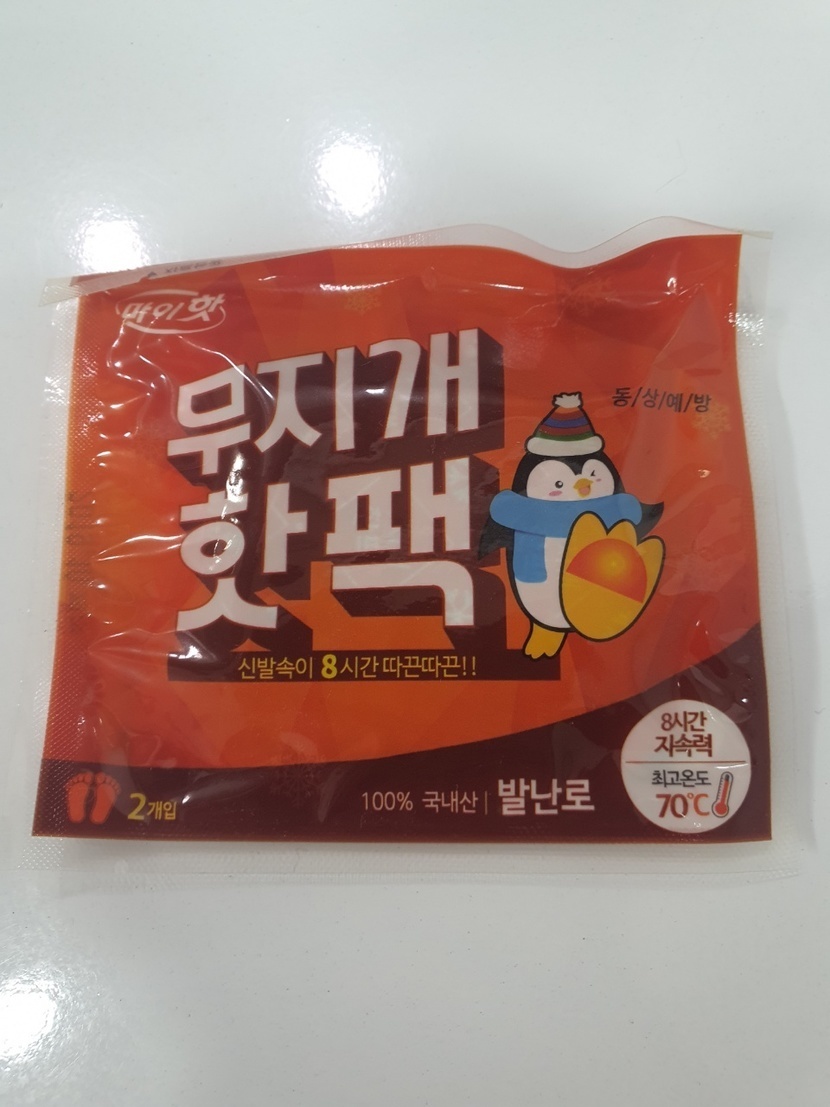 마이핫
무지개
핫팩
동/상/예/방
신발속이 8시간 따끈따끈!!
8시간
지속력
최고온도
70℃
2개입
100% 국내산 | 발난로